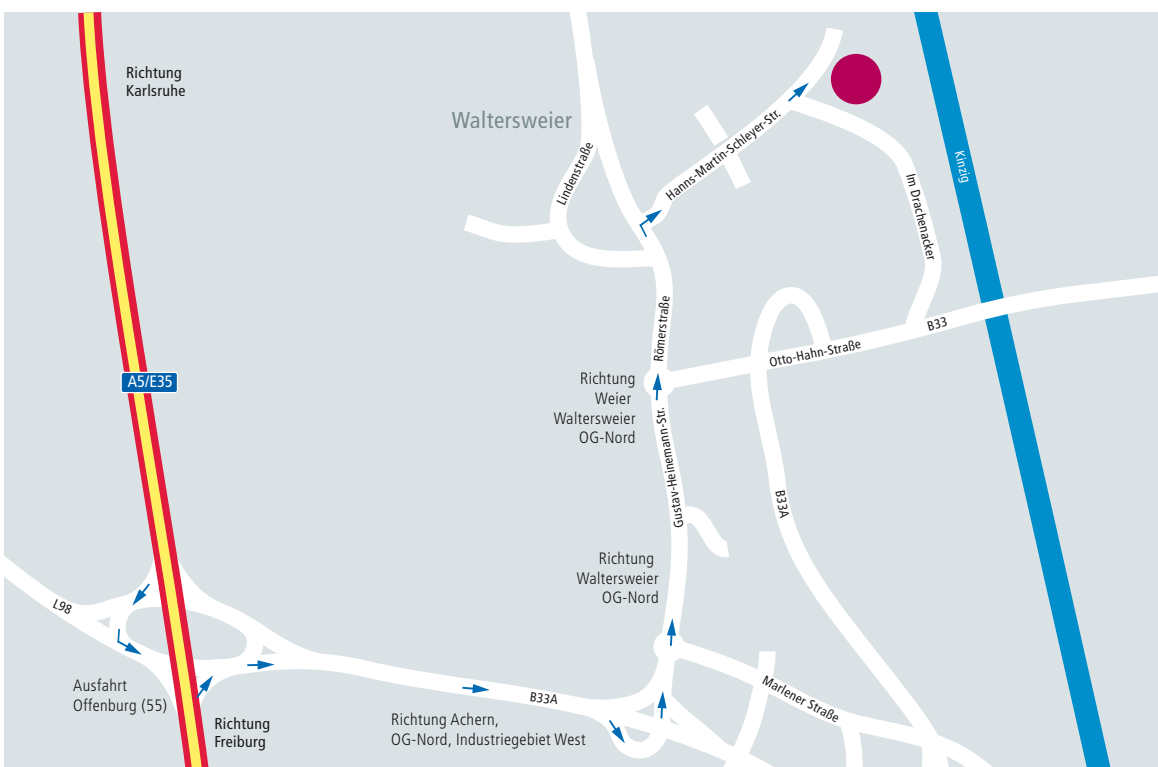 Richtung
Karlsruhe
Waltersweier
Lindenstraße
Hanns-Martin-Schleyer-Str.
Kinzig
Im Drachenacker
Römerstraße
B33
Otto-Hahn-Straße
A5/E35
Richtung
Weier
Waltersweier
OG-Nord
Gustav-Heinemann-Str.
B33A
Richtung
Waltersweier
OG-Nord
L98
Ausfahrt
Offenburg (55)
Richtung
Freiburg
B33A
Richtung Achern,
OG-Nord, Industriegebiet West
Marlener Straße